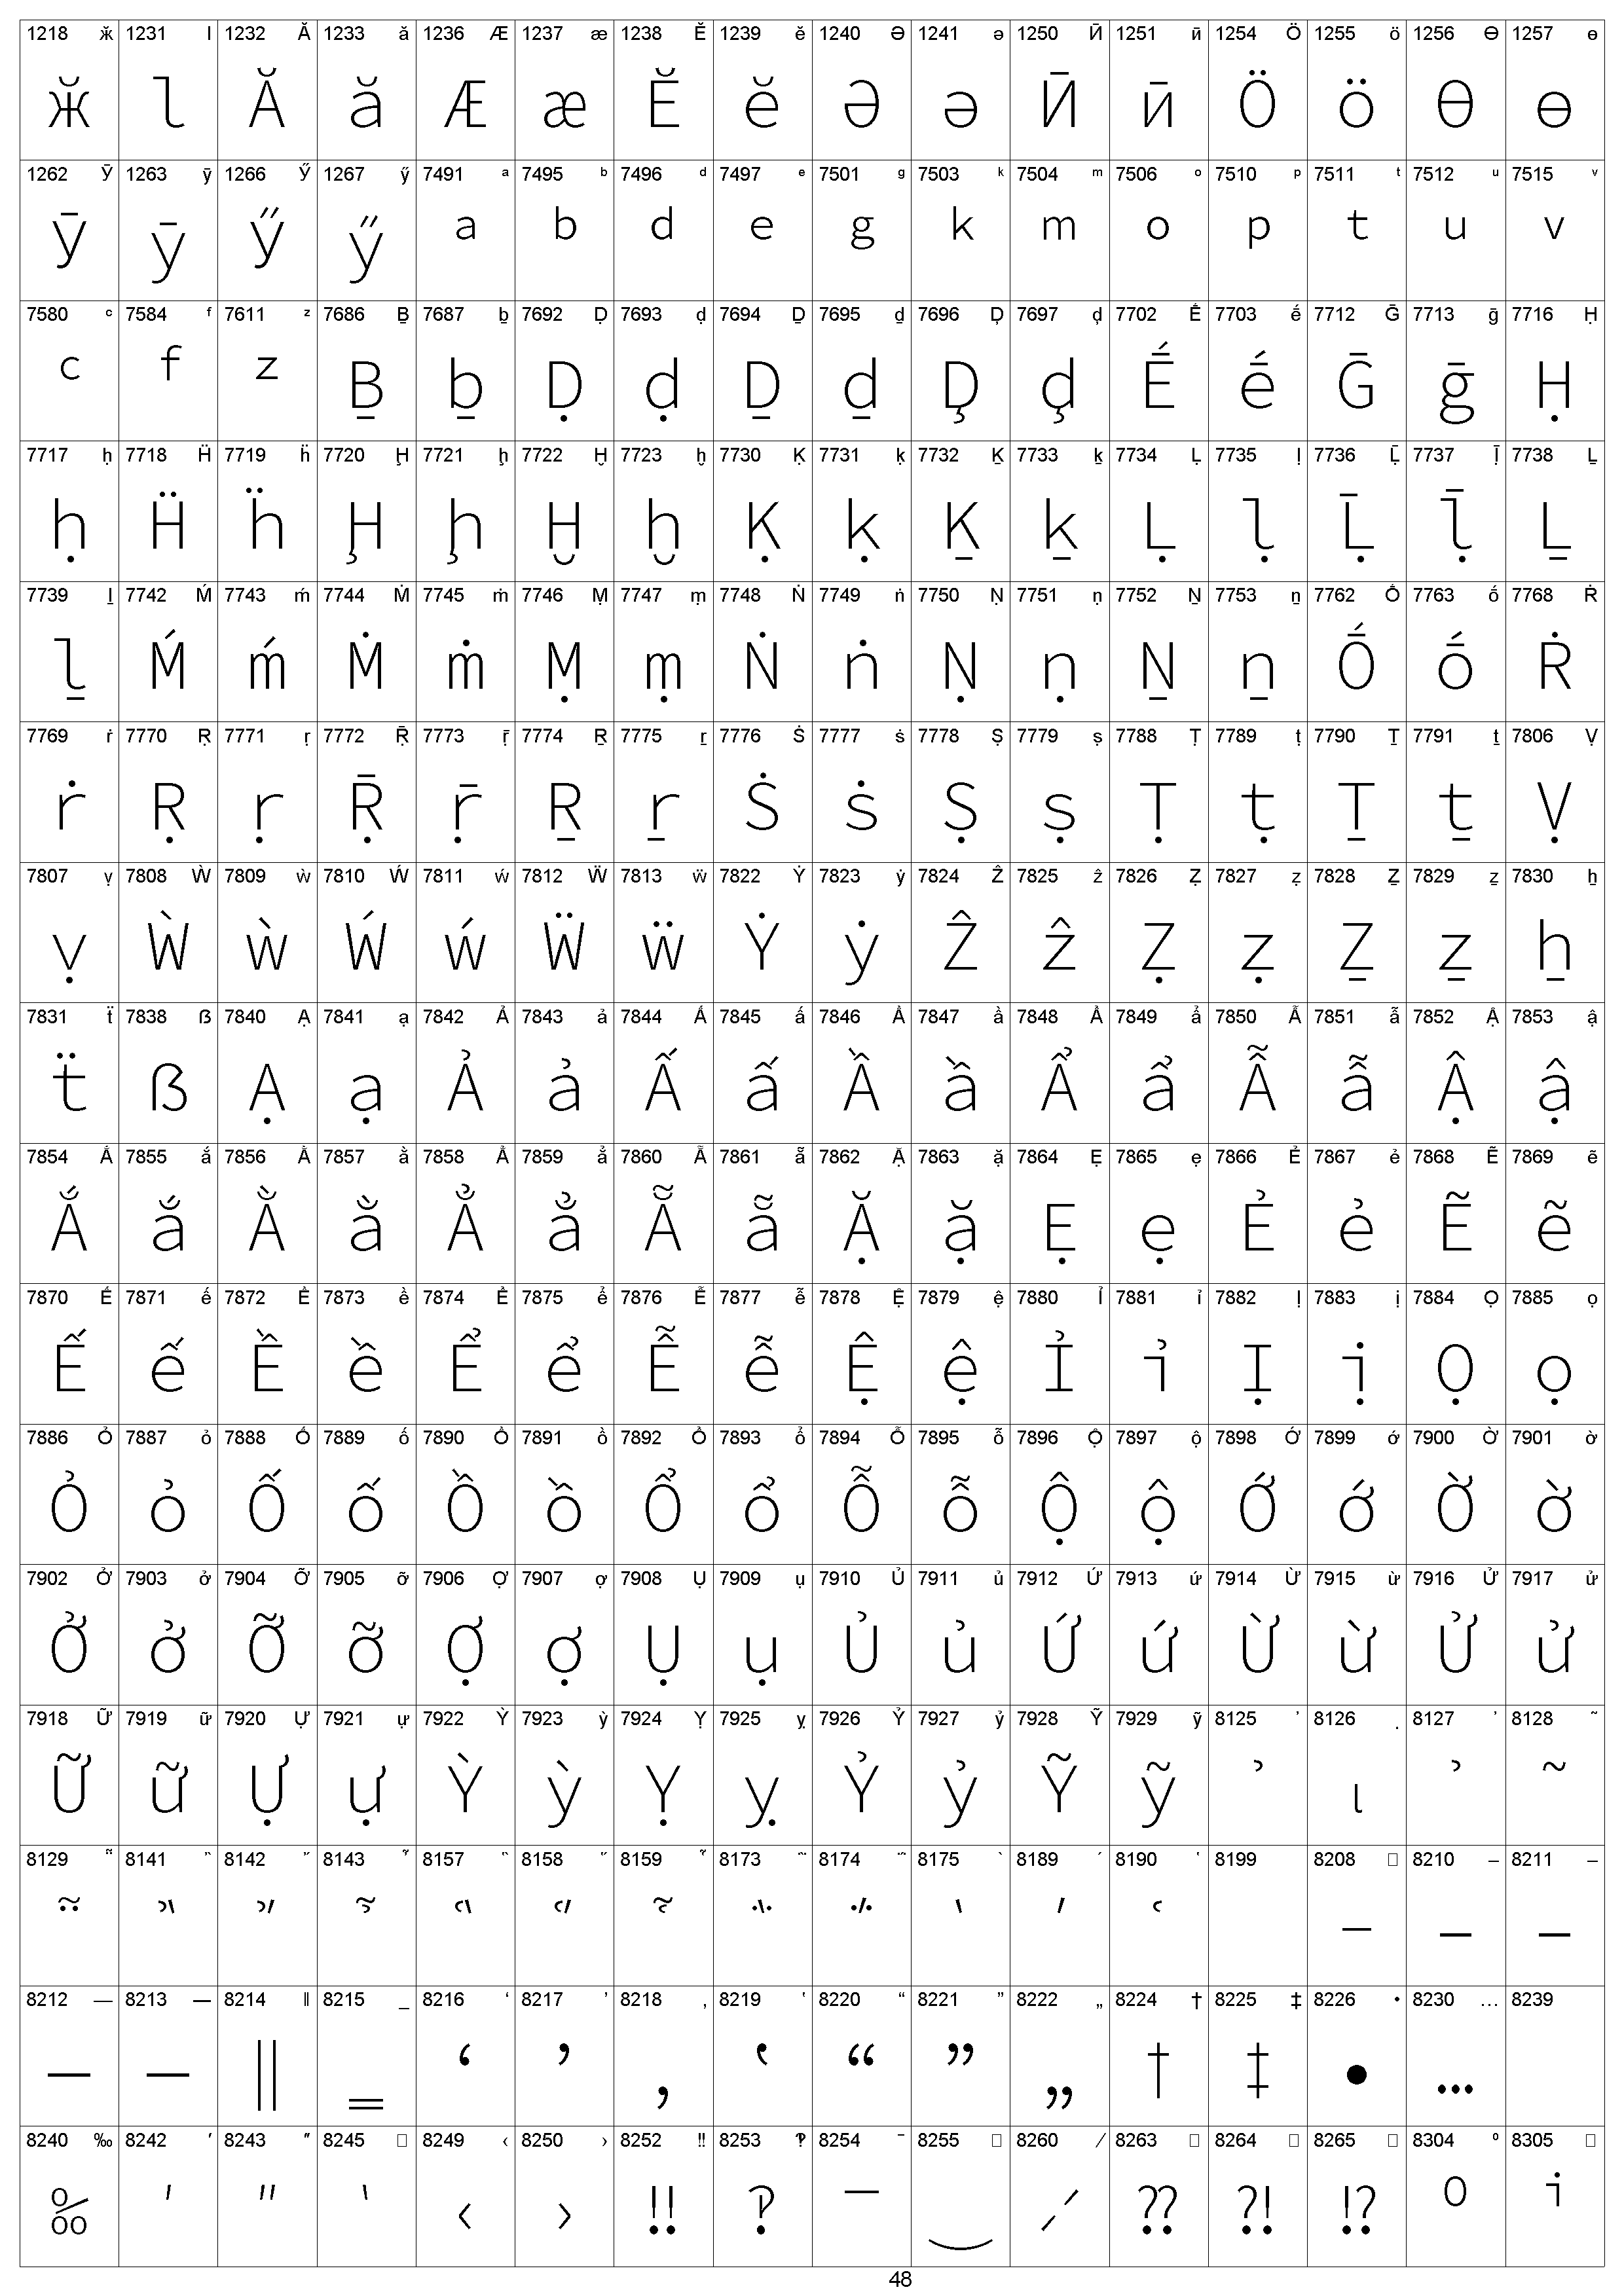 1218 ӂ 1231 ӏ 1232 Ӑ 1233 ӑ 1236 Ӕ 1237 ӕ 1238 Ӗ 1239 ӗ 1240 Ә 1241 ә 1250 Ӣ 1251 ӣ 1254 Ӧ 1255 ӧ 1256 Ө 1257 ө
ӂ ӏ Ӑ ӑ Ӕ ӕ Ӗ ӗ Ә ә Ӣ ӣ Ӧ ӧ Ө ө
1262 Ӯ 1263 ӯ 1266 Ӳ 1267 ӳ 7491 ᵃ 7495 ᵇ 7496 ᵈ 7497 ᵉ 7501 ᵍ 7503 ᵏ 7504 ᵐ 7506 ᵒ 7510 ᵖ 7511 ᵗ 7512 ᵘ 7515 ᵛ
Ӯ ӯ Ӳ ӳ ᵃ ᵇ ᵈ ᵉ ᵍ ᵏ ᵐ ᵒ ᵖ ᵗ ᵘ ᵛ
7580 ᶜ 7584 ᶠ 7611 ᶻ 7686 Ḇ 7687 ḇ 7692 Ḍ 7693 ḍ 7694 Ḏ 7695 ḏ 7696 Ḑ 7697 ḑ 7702 Ḗ 7703 ḗ 7712 Ḡ 7713 ḡ 7716 Ḥ
ᶜ ᶠ ᶻ Ḇ ḇ Ḍ ḍ Ḏ ḏ Ḑ ḑ Ḗ ḗ Ḡ ḡ Ḥ
7717 ḥ 7718 Ḧ 7719 ḧ 7720 Ḩ 7721 ḩ 7722 Ḫ 7723 ḫ 7730 Ḳ 7731 ḳ 7732 Ḵ 7733 ḵ 7734 Ḷ 7735 ḷ 7736 Ḹ 7737 ḹ 7738 Ḻ
ḥ Ḧ ḧ Ḩ ḩ Ḫ ḫ Ḳ ḳ Ḵ ḵ Ḷ ḷ Ḹ ḹ Ḻ
7739 ḻ 7742 Ḿ 7743 ḿ 7744 Ṁ 7745 ṁ 7746 Ṃ 7747 ṃ 7748 Ṅ 7749 ṅ 7750 Ṇ 7751 ṇ 7752 Ṉ 7753 ṉ 7762 Ṓ 7763 ṓ 7768 Ṙ
ḻ Ḿ ḿ Ṁ ṁ Ṃ ṃ Ṅ ṅ Ṇ ṇ Ṉ ṉ Ṓ ṓ Ṙ
7769 ṙ 7770 Ṛ 7771 ṛ 7772 Ṝ 7773 ṝ 7774 Ṟ 7775 ṟ 7776 Ṡ 7777 ṡ 7778 Ṣ 7779 ṣ 7788 Ṭ 7789 ṭ 7790 Ṯ 7791 ṯ 7806 Ṿ
ṙ Ṛ ṛ Ṝ ṝ Ṟ ṟ Ṡ ṡ Ṣ ṣ Ṭ ṭ Ṯ ṯ Ṿ
7807 ṿ 7808 Ẁ 7809 ẁ 7810 Ẃ 7811 ẃ 7812 Ẅ 7813 ẅ 7822 Ẏ 7823 ẏ 7824 Ẑ 7825 ẑ 7826 Ẓ 7827 ẓ 7828 Ẕ 7829 ẕ 7830 ẖ
ṿ Ẁ ẁ Ẃ ẃ Ẅ ẅ Ẏ ẏ Ẑ ẑ Ẓ ẓ Ẕ ẕ ẖ
7831 ẗ 7838 ẞ 7840 Ạ 7841 ạ 7842 Ả 7843 ả 7844 Ấ 7845 ấ 7846 Ầ 7847 ầ 7848 Ẩ 7849 ẩ 7850 Ẫ 7851 ẫ 7852 Ậ 7853 ậ
ẗ ẞ Ạ ạ Ả ả Ấ ấ Ầ ầ Ẩ ẩ Ẫ ẫ Ậ ậ
7854 Ắ 7855 ắ 7856 Ằ 7857 ằ 7858 Ẳ 7859 ẳ 7860 Ẵ 7861 ẵ 7862 Ặ 7863 ặ 7864 Ẹ 7865 ẹ 7866 Ẻ 7867 ẻ 7868 Ẽ 7869 ẽ
Ắ ắ Ằ ằ Ẳ ẳ Ẵ ẵ Ặ ặ Ẹ ẹ Ẻ ẻ Ẽ ẽ
7870 Ế 7871 ế 7872 Ề 7873 ề 7874 Ể 7875 ể 7876 Ễ 7877 ễ 7878 Ệ 7879 ệ 7880 Ỉ 7881 ỉ 7882 Ị 7883 ị 7884 Ọ 7885 ọ
Ế ế Ề ề Ể ể Ễ ễ Ệ ệ Ỉ ỉ Ị ị Ọ ọ
7886 Ỏ 7887 ỏ 7888 Ố 7889 ố 7890 Ồ 7891 ồ 7892 Ổ 7893 ổ 7894 Ỗ 7895 ỗ 7896 Ộ 7897 ộ 7898 Ớ 7899 ớ 7900 Ờ 7901 ờ
Ỏ ỏ Ố ố Ồ ồ Ổ ổ Ỗ ỗ Ộ ộ Ớ ớ Ờ ờ
7902 Ở 7903 ở 7904 Ỡ 7905 ỡ 7906 Ợ 7907 ợ 7908 Ụ 7909 ụ 7910 Ủ 7911 ủ 7912 Ứ 7913 ứ 7914 Ừ 7915 ừ 7916 Ử 7917 ử
Ở ở Ỡ ỡ Ợ ợ Ụ ụ Ủ ủ Ứ ứ Ừ ừ Ử ử
7918 Ữ 7919 ữ 7920 Ự 7921 ự 7922 Ỳ 7923 ỳ 7924 Ỵ 7925 ỵ 7926 Ỷ 7927 ỷ 7928 Ỹ 7929 ỹ 8125 ᾽ 8126 ι 8127 ᾿ 8128 ῀
Ữ ữ Ự ự Ỳ ỳ Ỵ ỵ Ỷ ỷ Ỹ ỹ ᾽ ι ᾿ ῀
8129 ῁ 8141 ῍ 8142 ῎ 8143 ῏ 8157 ῝ 8158 ῞ 8159 ῟ 8173 ῭ 8174 ΅ 8175 ` 8189 ´ 8190 ῾ 8199 8208 □ 8210 ‒ 8211 –
῁ ῍ ῎ ῏ ῝ ῞ ῟ ῭ ΅ ` ´ ῾ ‐ ‒ –
8212 — 8213 ― 8214 ‖ 8215 _ 8216 ‘ 8217 ’ 8218 ‚ 8219 ‛ 8220 “ 8221 ” 8222 „ 8224 † 8225 ‡ 8226 • 8230 … 8239
— ― ‖ ‗ ‘ ’ ‚ ‛ “ ” „ † ‡ • …
8240 ‰ 8242 ′ 8243 ″ 8245 □ 8249 ‹ 8250 › 8252 ‼ 8253 ‽ 8254 ‾ 8255 □ 8260 ⁄ 8263 □ 8264 □ 8265 □ 8304 ⁰ 8305 □
‰ ′ ″ ‵ ‹ › ‼ ‽ ‾ ‿ ⁄ ⁇ ⁈ ⁉ ⁰ ⁱ
48